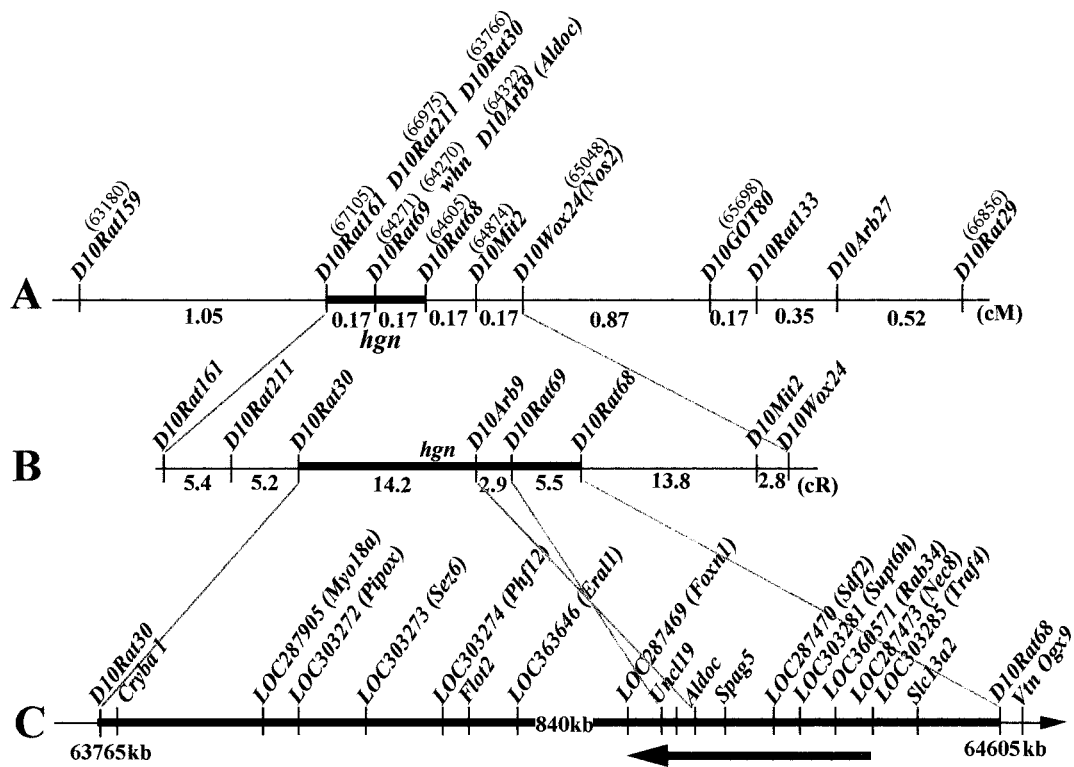 (63180)
D10Rat159
(67105)
D10Rat161
(66975)
D10Rat211
(63766)
D10Rat30
(64271)
D10Rat69
(64270)
whn
(64322)
D10Arb9 (Aldoc)
(64605)
D10Rat68
(64874)
D10Mit2
(65048)
D10Wox24(Nos2)
(65698)
D10GOT80
D10Rat133
D10Arb27
(66856)
D10Rat29
A
1.05
0.17
0.17
0.17
0.17
0.87
0.17
0.35
0.52
(cM)
hgn
D10Rat161
D10Rat211
D10Rat30
hgn
D10Arb9
D10Rat69
D10Rat68
D10Mit2
D10Wox24
B
5.4
5.2
14.2
2.9
5.5
13.8
2.8
(cR)
D10Rat30
Cryba 1
LOC287905 (Myo18a)
LOC303272 (Pipox)
LOC303273 (Sez6)
LOC303274 (Phf12)
Flot2
LOC363646 (Eral1)
LOC287469 (Foxn1)
Uncl19
Aldoc
Spag5
LOC287470 (Sdf2)
LOC303281 (Supt6h)
LOC360571 (Rab34)
LOC287473 (Nec8)
LOC303285 (Traf4)
Slc13a2
D10Rat68
Vtn Ogx9
C
840kb
63765kb
64605kb